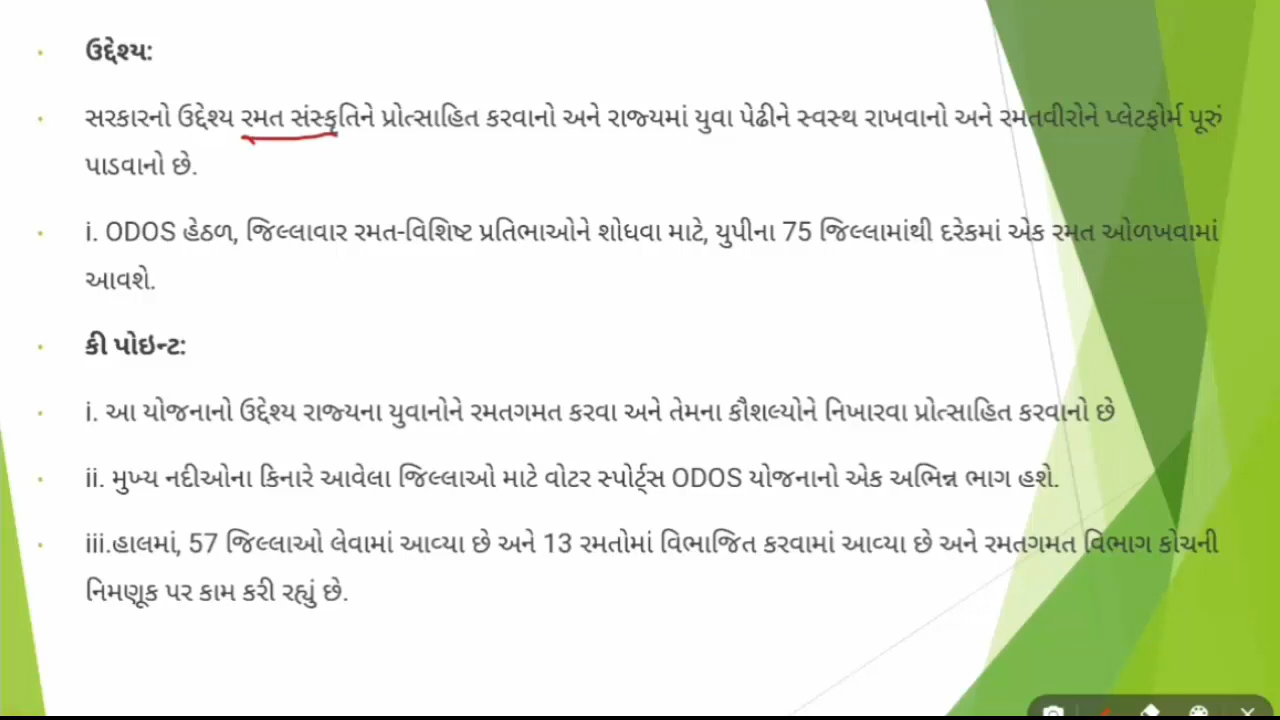 ઉદ્દેશ્ય:
સરકારનો ઉદ્દેશ્ય રમત સંસ્કૃતિને પ્રોત્સાહિત કરવાનો અને રાજ્યમાં યુવા પેઢીને સ્વસ્થ રાખવાનો અને રમતવીરોને પ્લેટફોર્મ પૂરું
પાડવાનો છે.
i. ODOS હેઠળ, જિલ્લાવાર રમત-વિશિષ્ટ પ્રતિભાઓને શોધવા માટે, યુપીના 75 જિલ્લામાંથી દરેકમાં એક રમત ઓળખવામાં
આવશે.
કી પોઇન્ટ:
i. આ યોજનાનો ઉદ્દેશ્ય રાજ્યના યુવાનોને રમતગમત કરવા અને તેમના કૌશલ્યોને નિખારવા પ્રોત્સાહિત કરવાનો છે
ii. મુખ્ય નદીઓના કિનારે આવેલા જિલ્લાઓ માટે વોટર સ્પોર્ટ્સ ODOS યોજનાનો એક અભિન્ન ભાગ હશે.
iii.હાલમાં, 57 જિલ્લાઓ લેવામાં આવ્યા છે અને 13 રમતોમાં વિભાજિત કરવામાં આવ્યા છે અને રમતગમત વિભાગ કોચની
નિમણૂક પર કામ કરી રહ્યું છે.